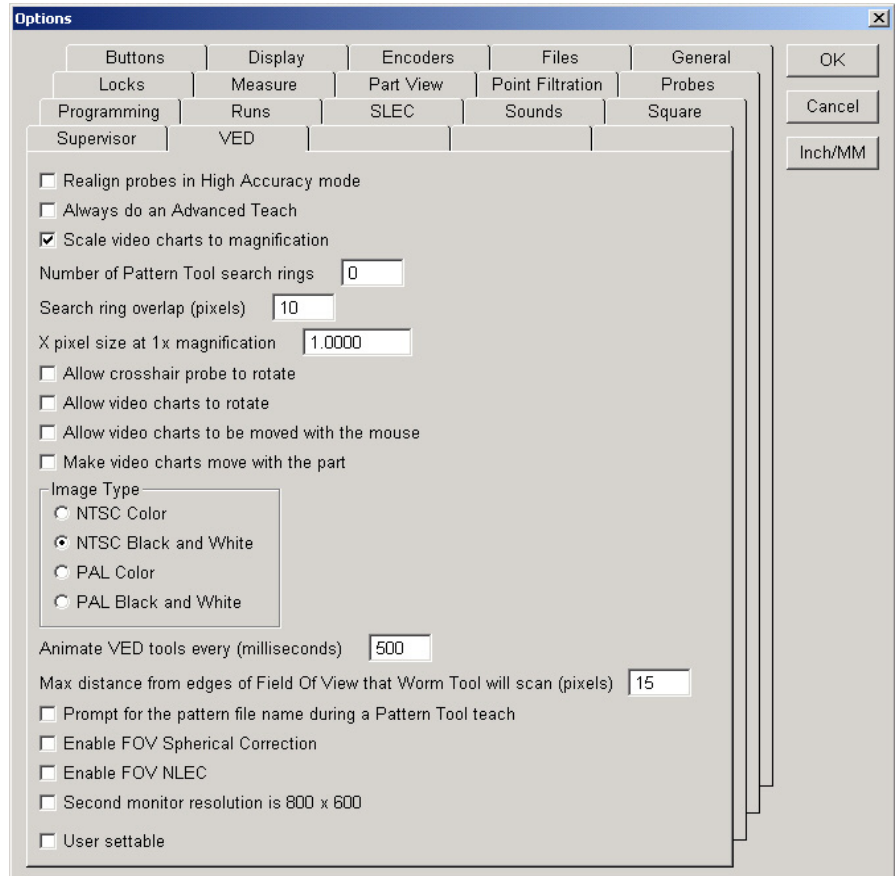 Options
Buttons Display Encoders Files General
OK
Locks Measure Part View Point Filtration Probes
Programming Runs SLEC Sounds Square
Cancel
Supervisor VED
Inch/MM
Realign probes in High Accuracy mode
Always do an Advanced Teach
Scale video charts to magnification
Number of Pattern Tool search rings 0
Search ring overlap (pixels) 10
X pixel size at 1x magnification 1.0000
Allow crosshair probe to rotate
Allow video charts to rotate
Allow video charts to be moved with the mouse
Make video charts move with the part
Image Type
NTSC Color
NTSC Black and White
PAL Color
PAL Black and White
Animate VED tools every (milliseconds) 500
Max distance from edges of Field Of View that Worm Tool will scan (pixels) 15
Prompt for the pattern file name during a Pattern Tool teach
Enable FOV Spherical Correction
Enable FOV NLEC
Second monitor resolution is 800 x 600
User settable